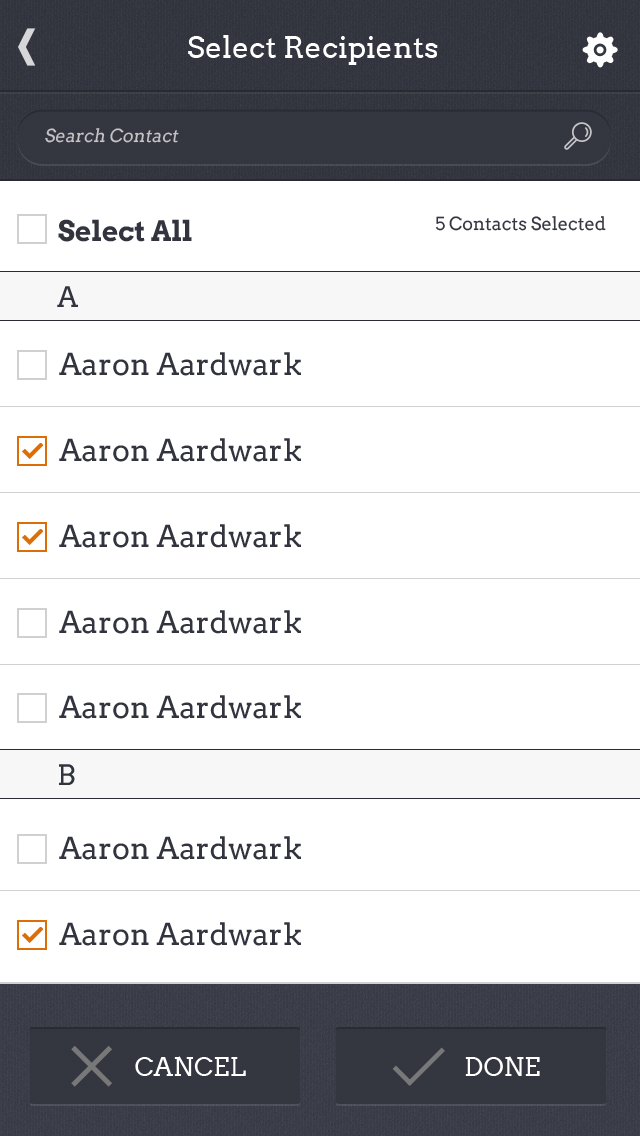 Select Recipients
Search Contact
Select All
5 Contacts Selected
A
Aaron Aardwark
Aaron Aardwark
Aaron Aardwark
Aaron Aardwark
Aaron Aardwark
B
Aaron Aardwark
Aaron Aardwark
CANCEL
DONE